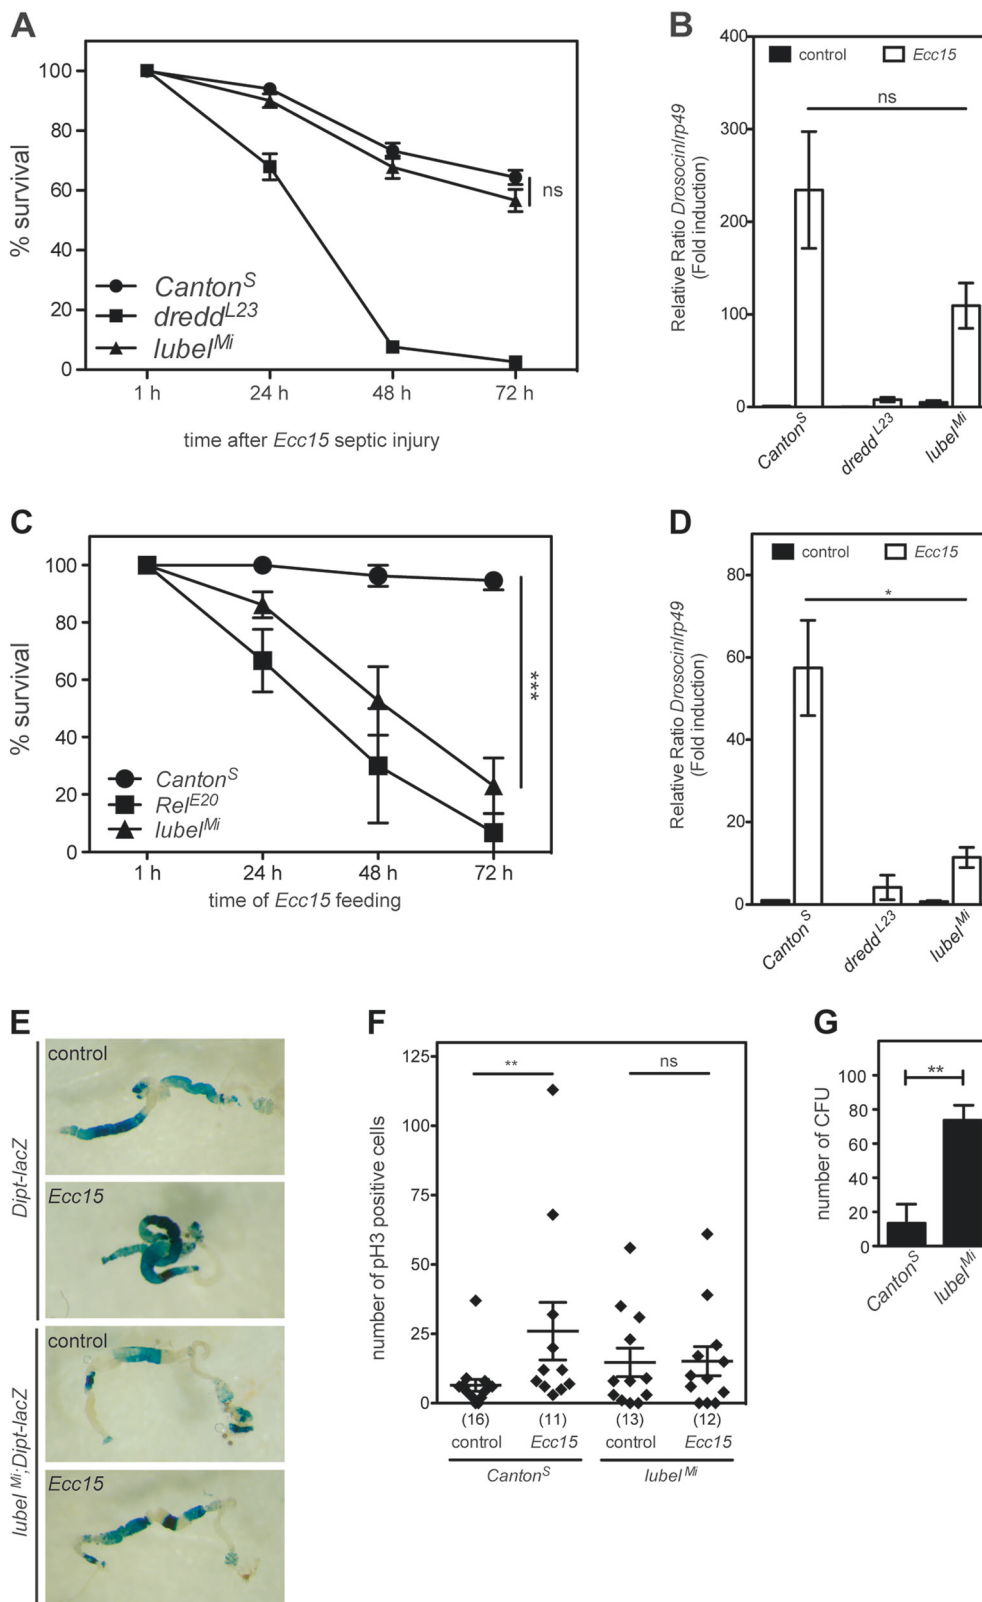 A
100
80
60
40
20
0
% survival
ns
Canton^S
dredd^L23
lubel^Mi
1 h
24 h
48 h
72 h
time after Ecc15 septic injury
B
400
300
200
100
0
Relative Ratio Drosocin/rp49
(Fold induction)
control
Ecc15
ns
Canton^S
dredd^L23
lubel^Mi
C
100
80
60
40
20
0
% survival
***
Canton^S
Rel^E20
lubel^Mi
1 h
24 h
48 h
72 h
time of Ecc15 feeding
D
80
60
40
20
0
Relative Ratio Drosocin/rp49
(Fold induction)
control
Ecc15
*
Canton^S
dredd^L23
lubel^Mi
E
Dipt-lacZ
control
Ecc15
lubel^Mi;Dipt-lacZ
control
Ecc15
F
125
100
75
50
25
0
number of pH3 positive cells
**
ns
(16)
(11)
(13)
(12)
control
Ecc15
control
Ecc15
Canton^S
lubel^Mi
G
100
80
60
40
20
0
number of CFU
**
Canton^S
lubel^Mi